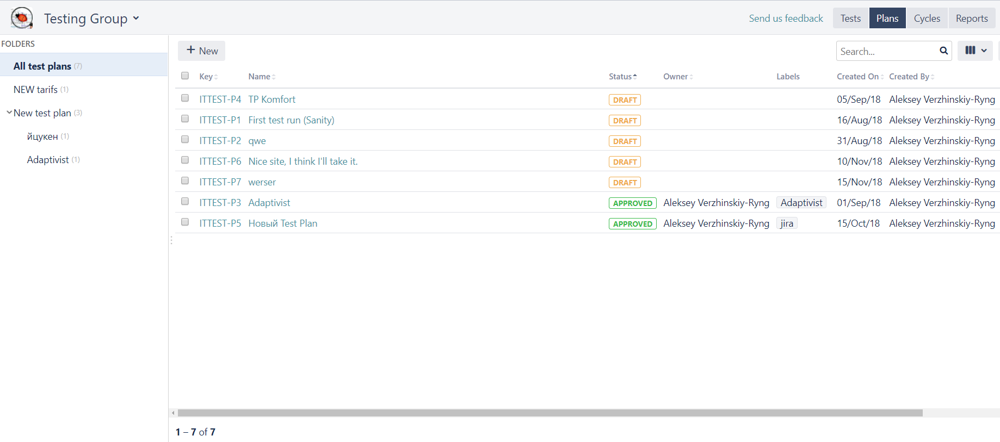 Testing Group
Send us feedback
Tests Plans Cycles Reports
FOLDERS
All test plans (7)
NEW tarifs (1)
New test plan (3)
йцукен (1)
Adaptivist (1)
+ New
Search...
Key Name Status Owner Labels Created On Created By
ITTEST-P4 TP Komfort DRAFT 05/Sep/18 Aleksey Verzhinskiy-Ryng
ITTEST-P1 First test run (Sanity) DRAFT 16/Aug/18 Aleksey Verzhinskiy-Ryng
ITTEST-P2 qwe DRAFT 31/Aug/18 Aleksey Verzhinskiy-Ryng
ITTEST-P6 Nice site, I think I'll take it. DRAFT 10/Nov/18 Aleksey Verzhinskiy-Ryng
ITTEST-P7 werser DRAFT 15/Nov/18 Aleksey Verzhinskiy-Ryng
ITTEST-P3 Adaptivist APPROVED Aleksey Verzhinskiy-Ryng Adaptivist 01/Sep/18 Aleksey Verzhinskiy-Ryng
ITTEST-P5 Новый Test Plan APPROVED Aleksey Verzhinskiy-Ryng jira 15/Oct/18 Aleksey Verzhinskiy-Ryng
1 – 7 of 7